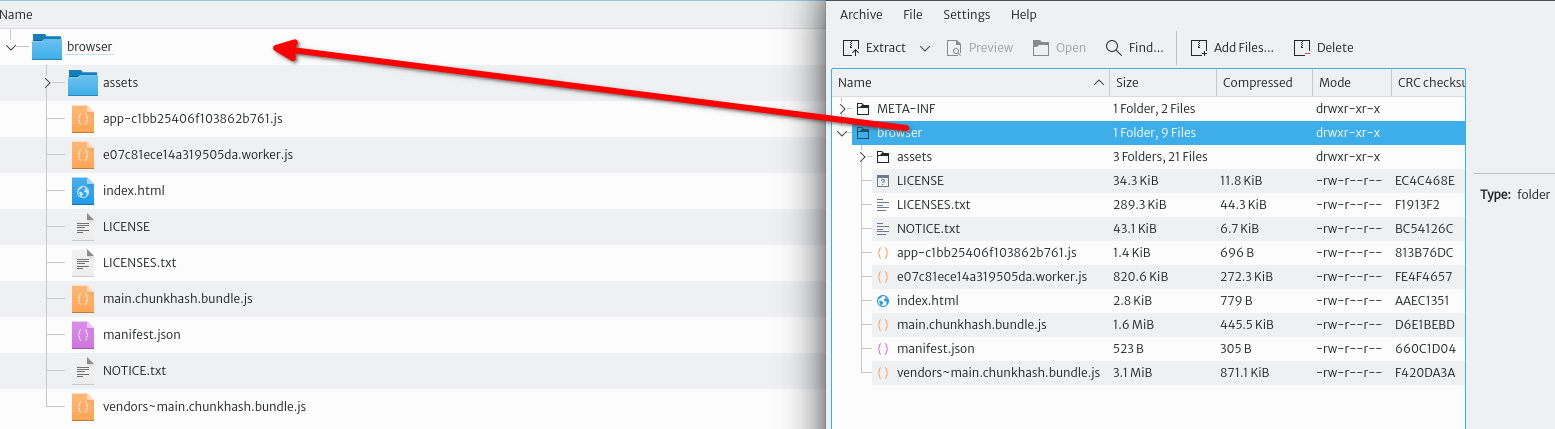 Name
browser
assets
app-c1bb25406f103862b761.js
e07c81ece14a319505da.worker.js
index.html
LICENSE
LICENSES.txt
main.chunkhash.bundle.js
manifest.json
NOTICE.txt
vendors~main.chunkhash.bundle.js
Archive File Settings Help
Extract Preview Open Find... Add Files... Delete
Name Size Compressed Mode CRC checksu
META-INF 1 Folder, 2 Files drwxr-xr-x
browser 1 Folder, 9 Files drwxr-xr-x
assets 3 Folders, 21 Files drwxr-xr-x
LICENSE 34.3 KiB 11.8 KiB -rw-r--r-- EC4C468E
LICENSES.txt 289.3 KiB 44.3 KiB -rw-r--r-- F1913F2
NOTICE.txt 43.1 KiB 6.7 KiB -rw-r--r-- BC54126C
app-c1bb25406f103862b761.js 1.4 KiB 696 B -rw-r--r-- 813B76DC
e07c81ece14a319505da.worker.js 820.6 KiB 272.3 KiB -rw-r--r-- FE4F4657
index.html 2.8 KiB 779 B -rw-r--r-- AAEC1351
main.chunkhash.bundle.js 1.6 MiB 445.5 KiB -rw-r--r-- D6E1BEBD
manifest.json 523 B 305 B -rw-r--r-- 660C1D04
vendors~main.chunkhash.bundle.js 3.1 MiB 871.1 KiB -rw-r--r-- F420DA3A
Type: folder